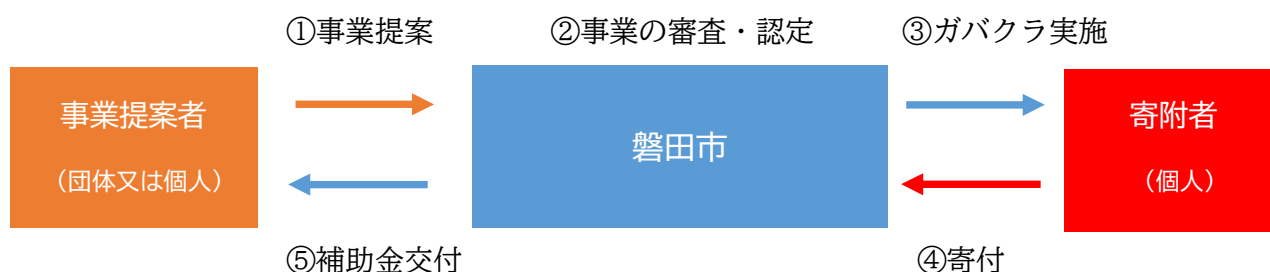 ①事業提案
②事業の審査・認定
③ガバクラ実施
事業提案者
（団体又は個人）
磐田市
寄附者
（個人）
⑤補助金交付
④寄付